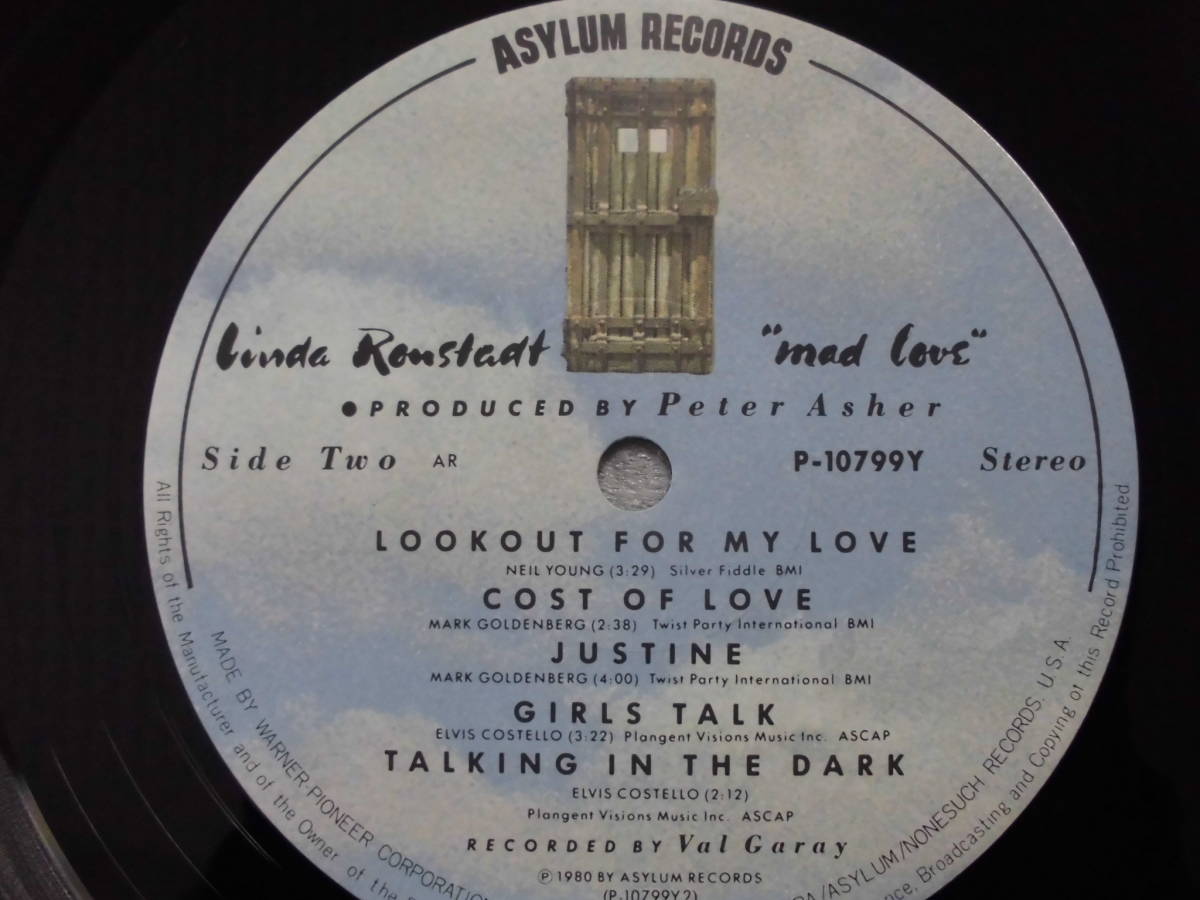 ASYLUM RECORDS
Linda Ronstadt "mad love"
●PRODUCED BY Peter Asher
Side Two AR P-10799Y Stereo
LOOKOUT FOR MY LOVE
NEIL YOUNG (3:29) Silver Fiddle BMI
COST OF LOVE
MARK GOLDENBERG (2:38) Twist Party International BMI
JUSTINE
MARK GOLDENBERG (4:00) Twist Party International BMI
GIRLS TALK
ELVIS COSTELLO (3:22) Plangent Visions Music Inc. ASCAP
TALKING IN THE DARK
ELVIS COSTELLO (2:12)
Plangent Visions Music Inc. ASCAP
RECORDED BY Val Garay
℗ 1980 BY ASYLUM RECORDS
(P-10799Y2)
MADE BY WARNER-PIONEER CORPORATION
/ASYLUM/NONESUCH RECORDS. U.S.A.
All Rights of the Manufacturer and of the Owner of the
Broadcasting and Copying of this Record Prohibited